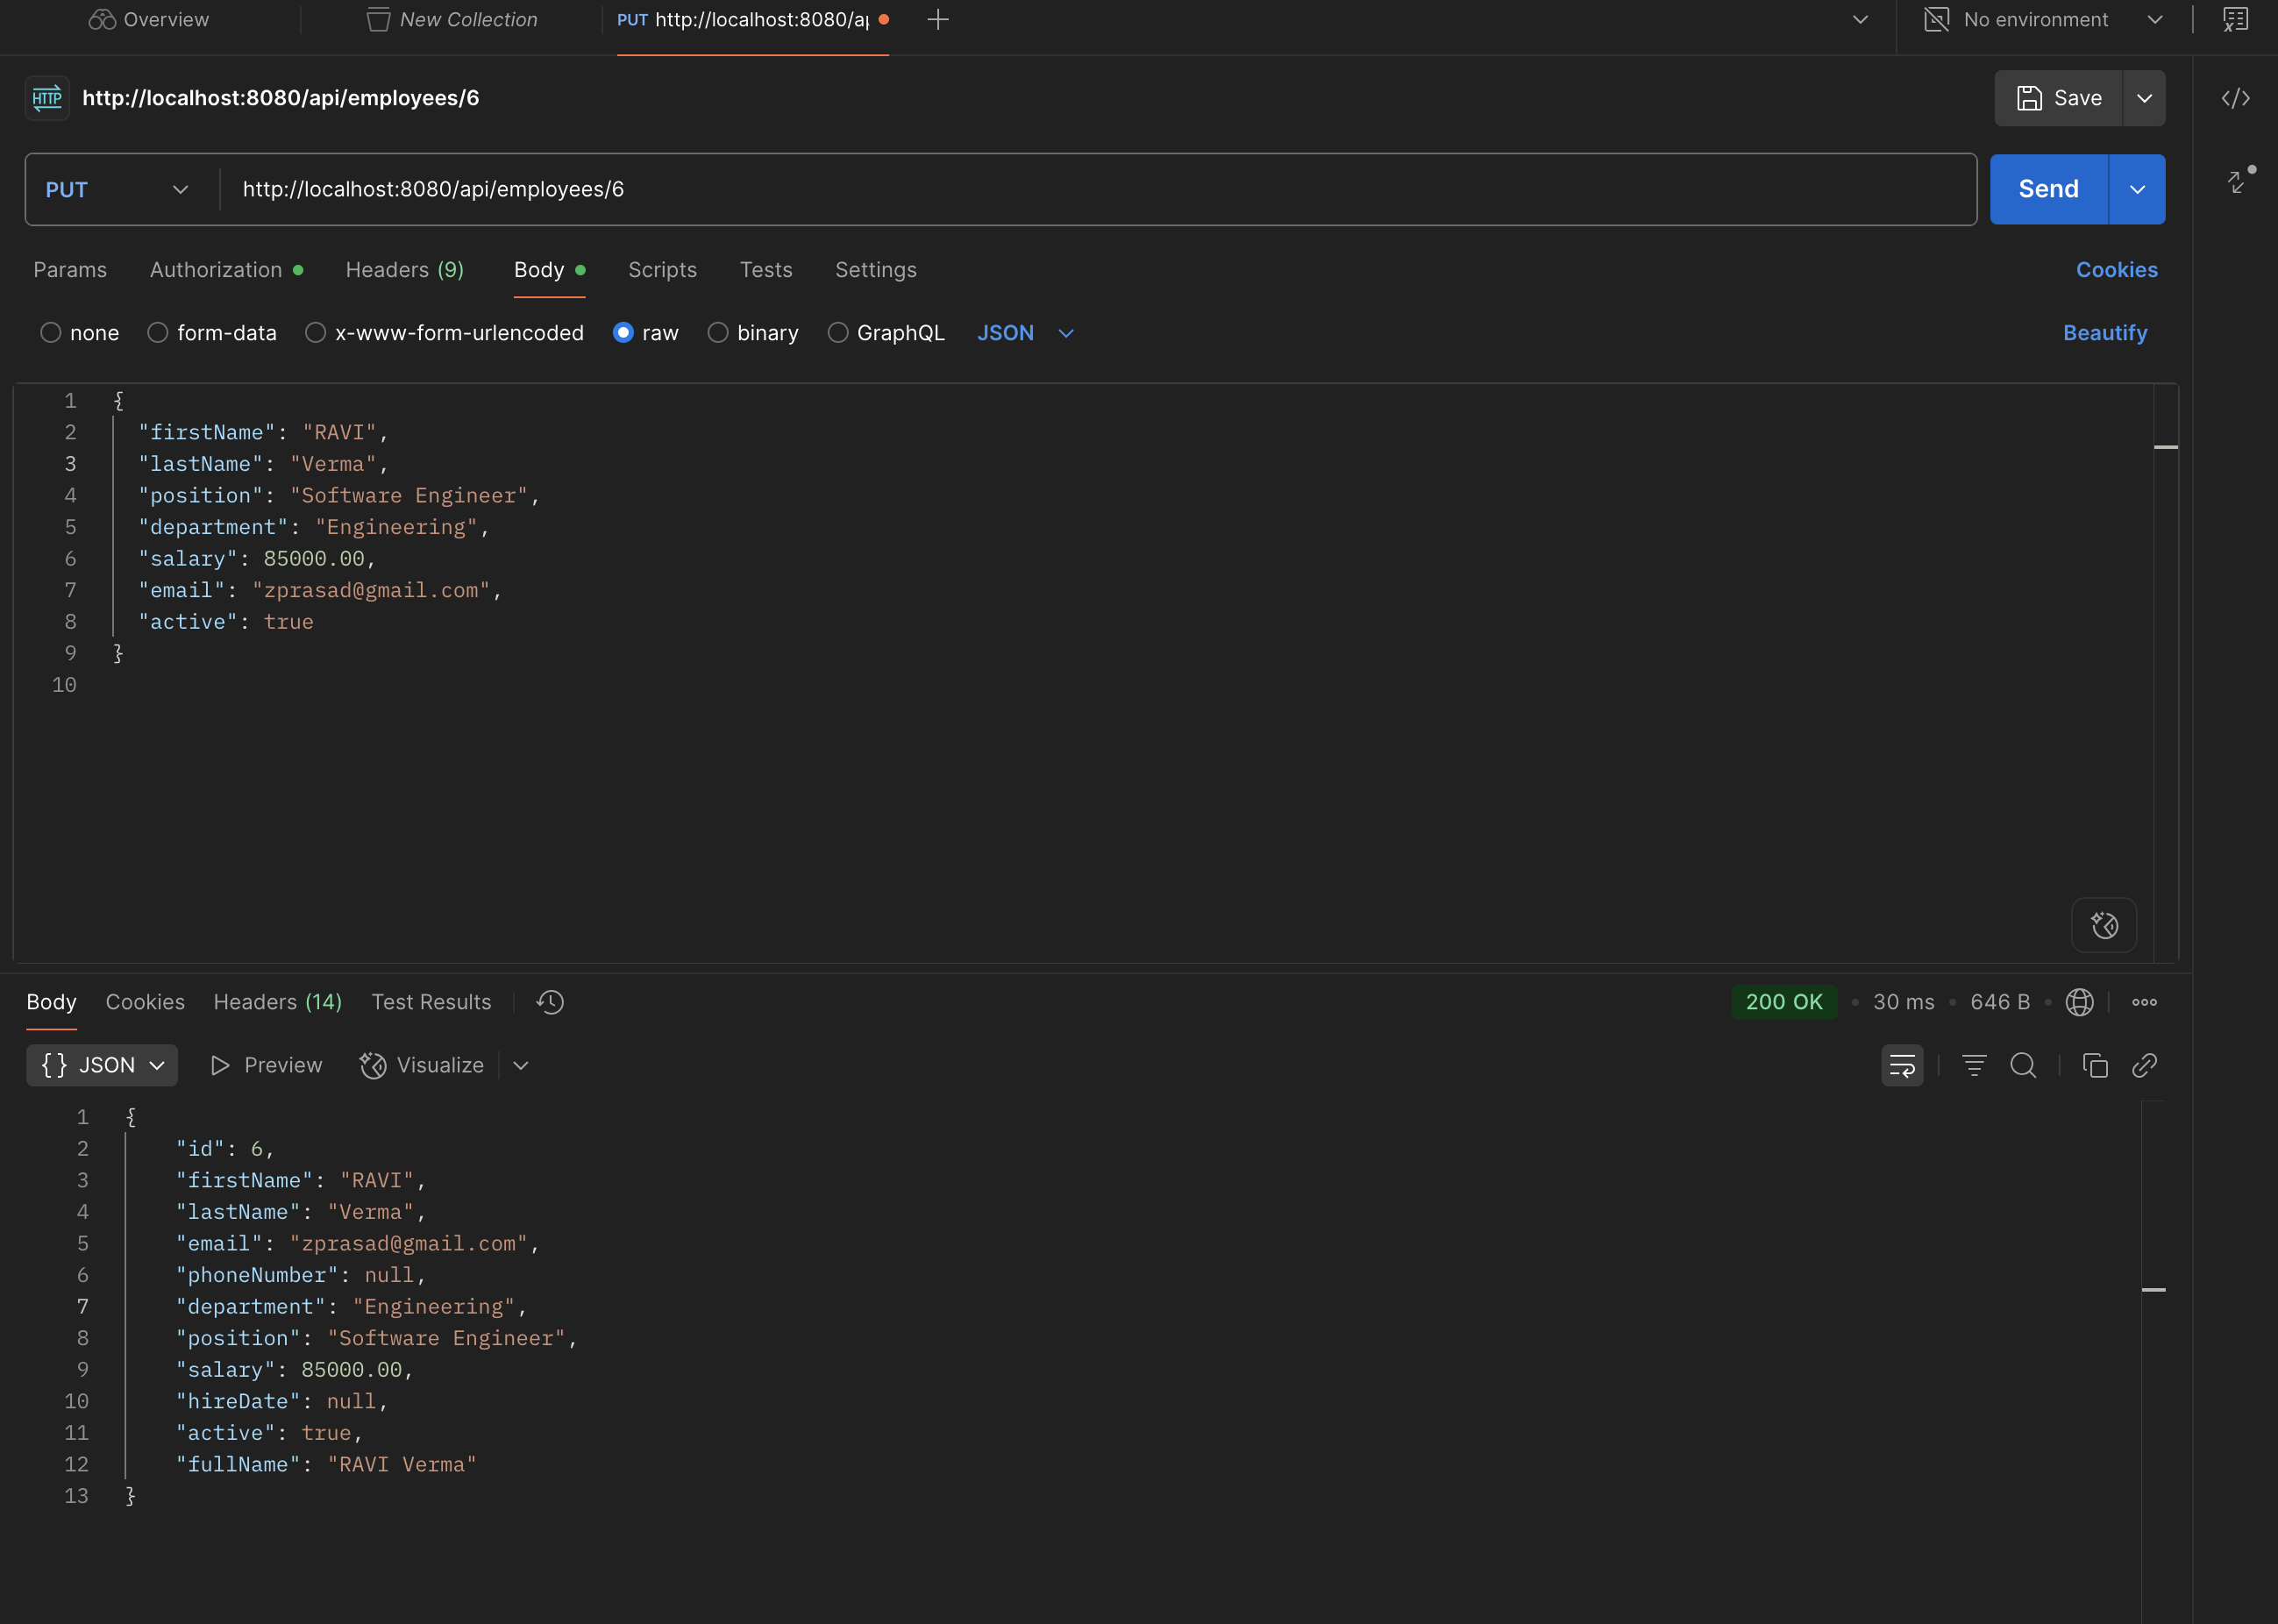 Overview New Collection PUT http://localhost:8080/a No environment
HTTP http://localhost:8080/api/employees/6 Save
PUT http://localhost:8080/api/employees/6 Send
Params Authorization Headers (9) Body Scripts Tests Settings Cookies
none form-data x-www-form-urlencoded raw binary GraphQL JSON Beautify
1 {
2 "firstName": "RAVI",
3 "lastName": "Verma",
4 "position": "Software Engineer",
5 "department": "Engineering",
6 "salary": 85000.00,
7 "email": "zprasad@gmail.com",
8 "active": true
9 }
10
Body Cookies Headers (14) Test Results 200 OK • 30 ms • 646 B •
{} JSON Preview Visualize
1 {
2 "id": 6,
3 "firstName": "RAVI",
4 "lastName": "Verma",
5 "email": "zprasad@gmail.com",
6 "phoneNumber": null,
7 "department": "Engineering",
8 "position": "Software Engineer",
9 "salary": 85000.00,
10 "hireDate": null,
11 "active": true,
12 "fullName": "RAVI Verma"
13 }